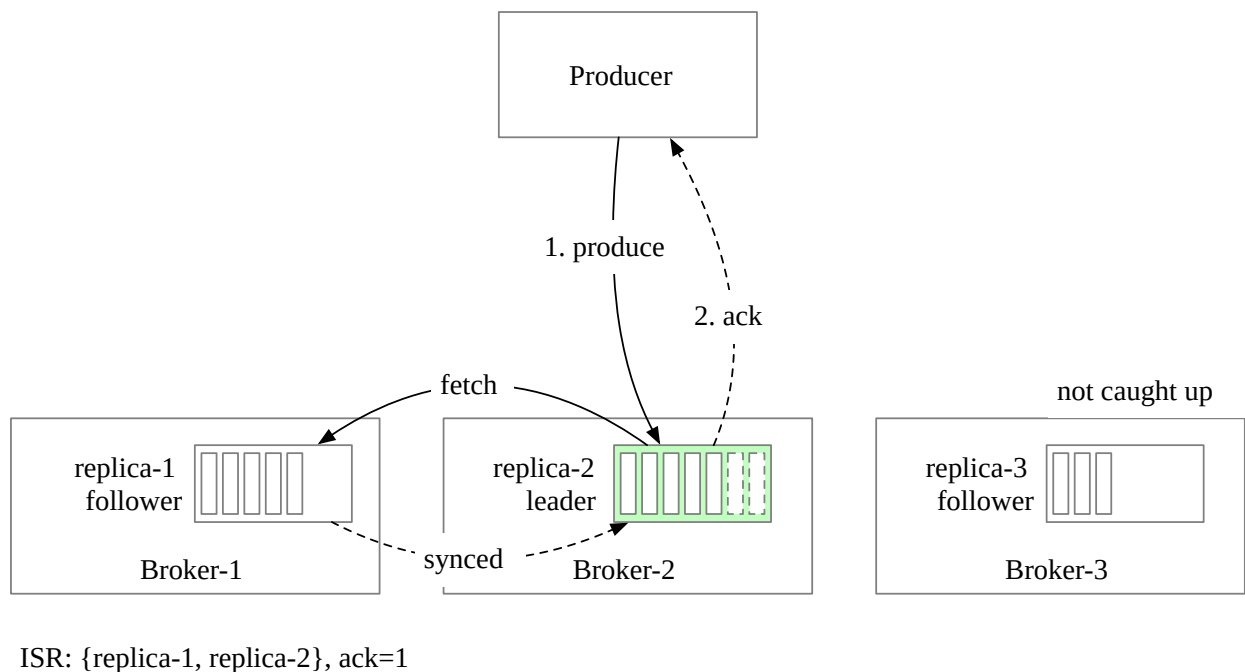 Producer
1. produce
2. ack
fetch
not caught up
replica-1
follower
replica-2
leader
replica-3
follower
synced
Broker-1
Broker-2
Broker-3
ISR: {replica-1, replica-2}, ack=1